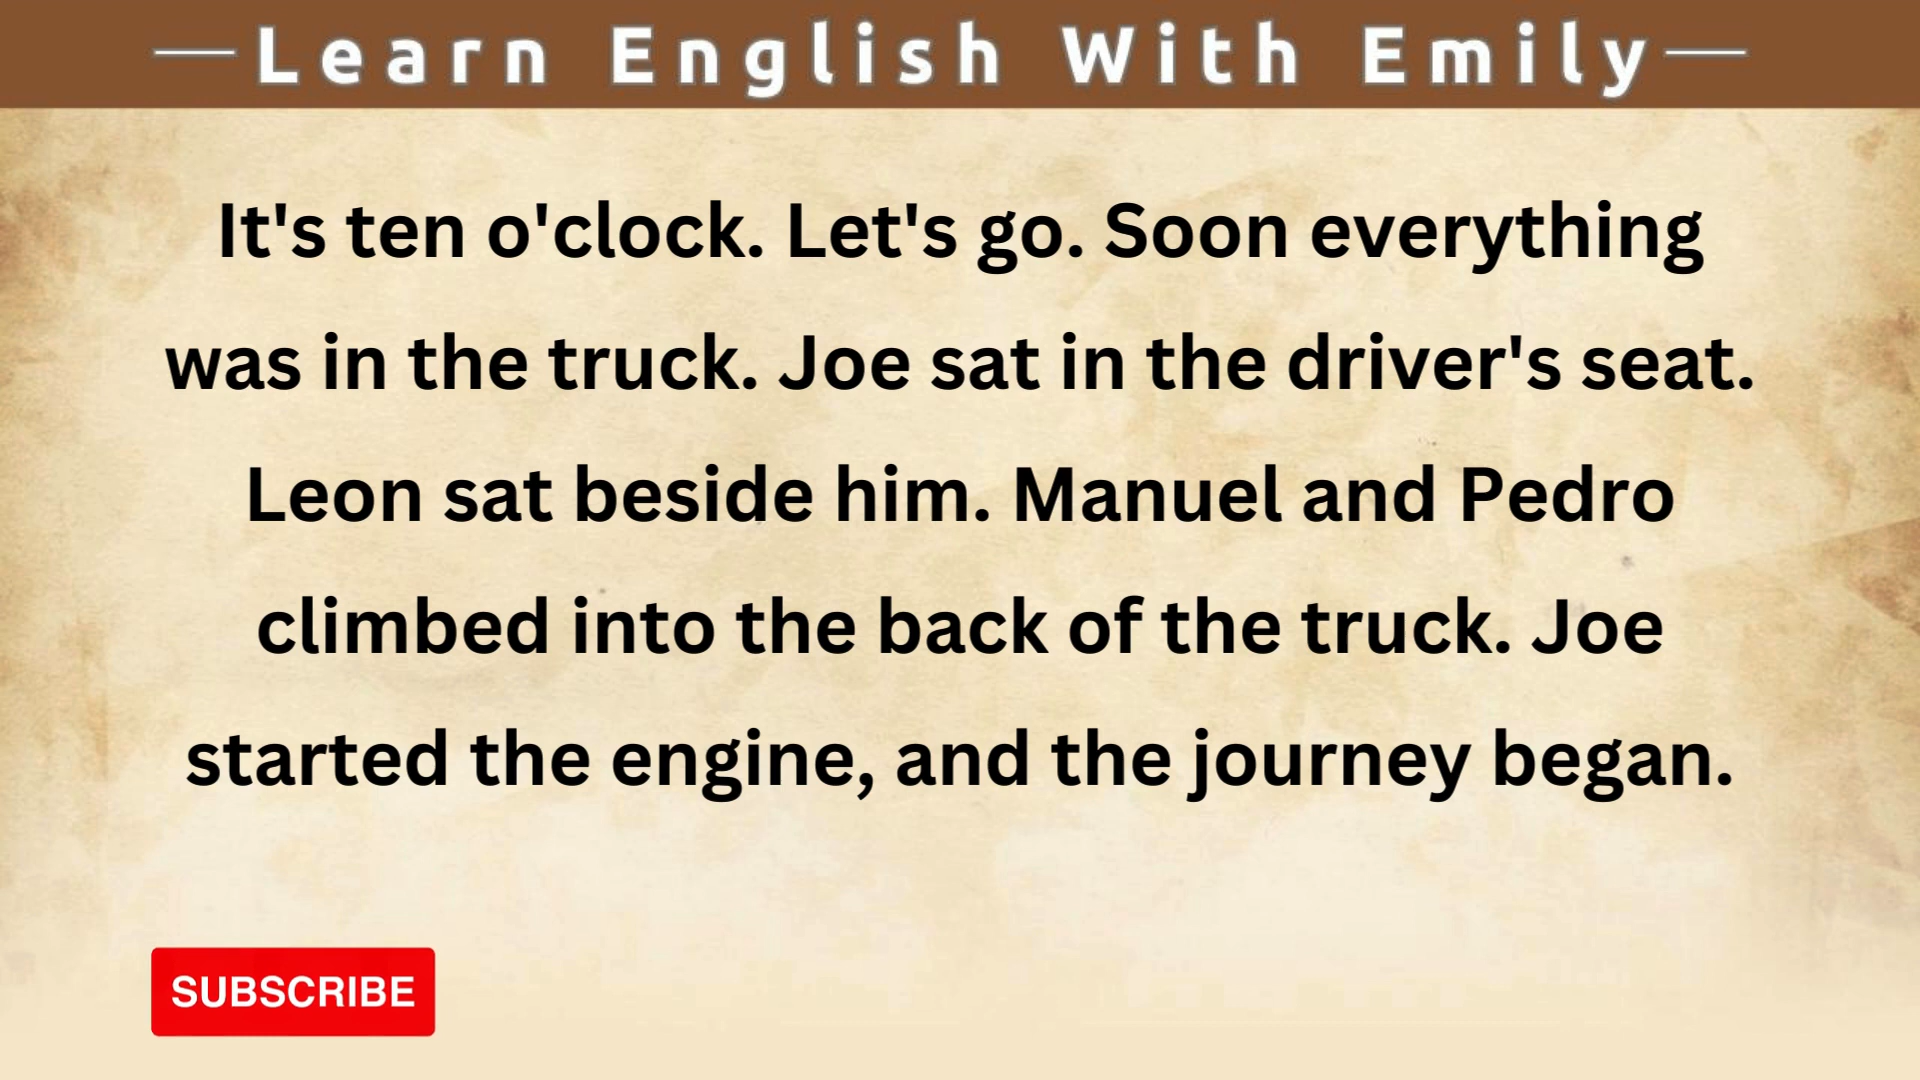 Learn English With Emily
It's ten o'clock. Let's go. Soon everything
was in the truck. Joe sat in the driver's seat.
Leon sat beside him. Manuel and Pedro
climbed into the back of the truck. Joe
started the engine, and the journey began.
SUBSCRIBE